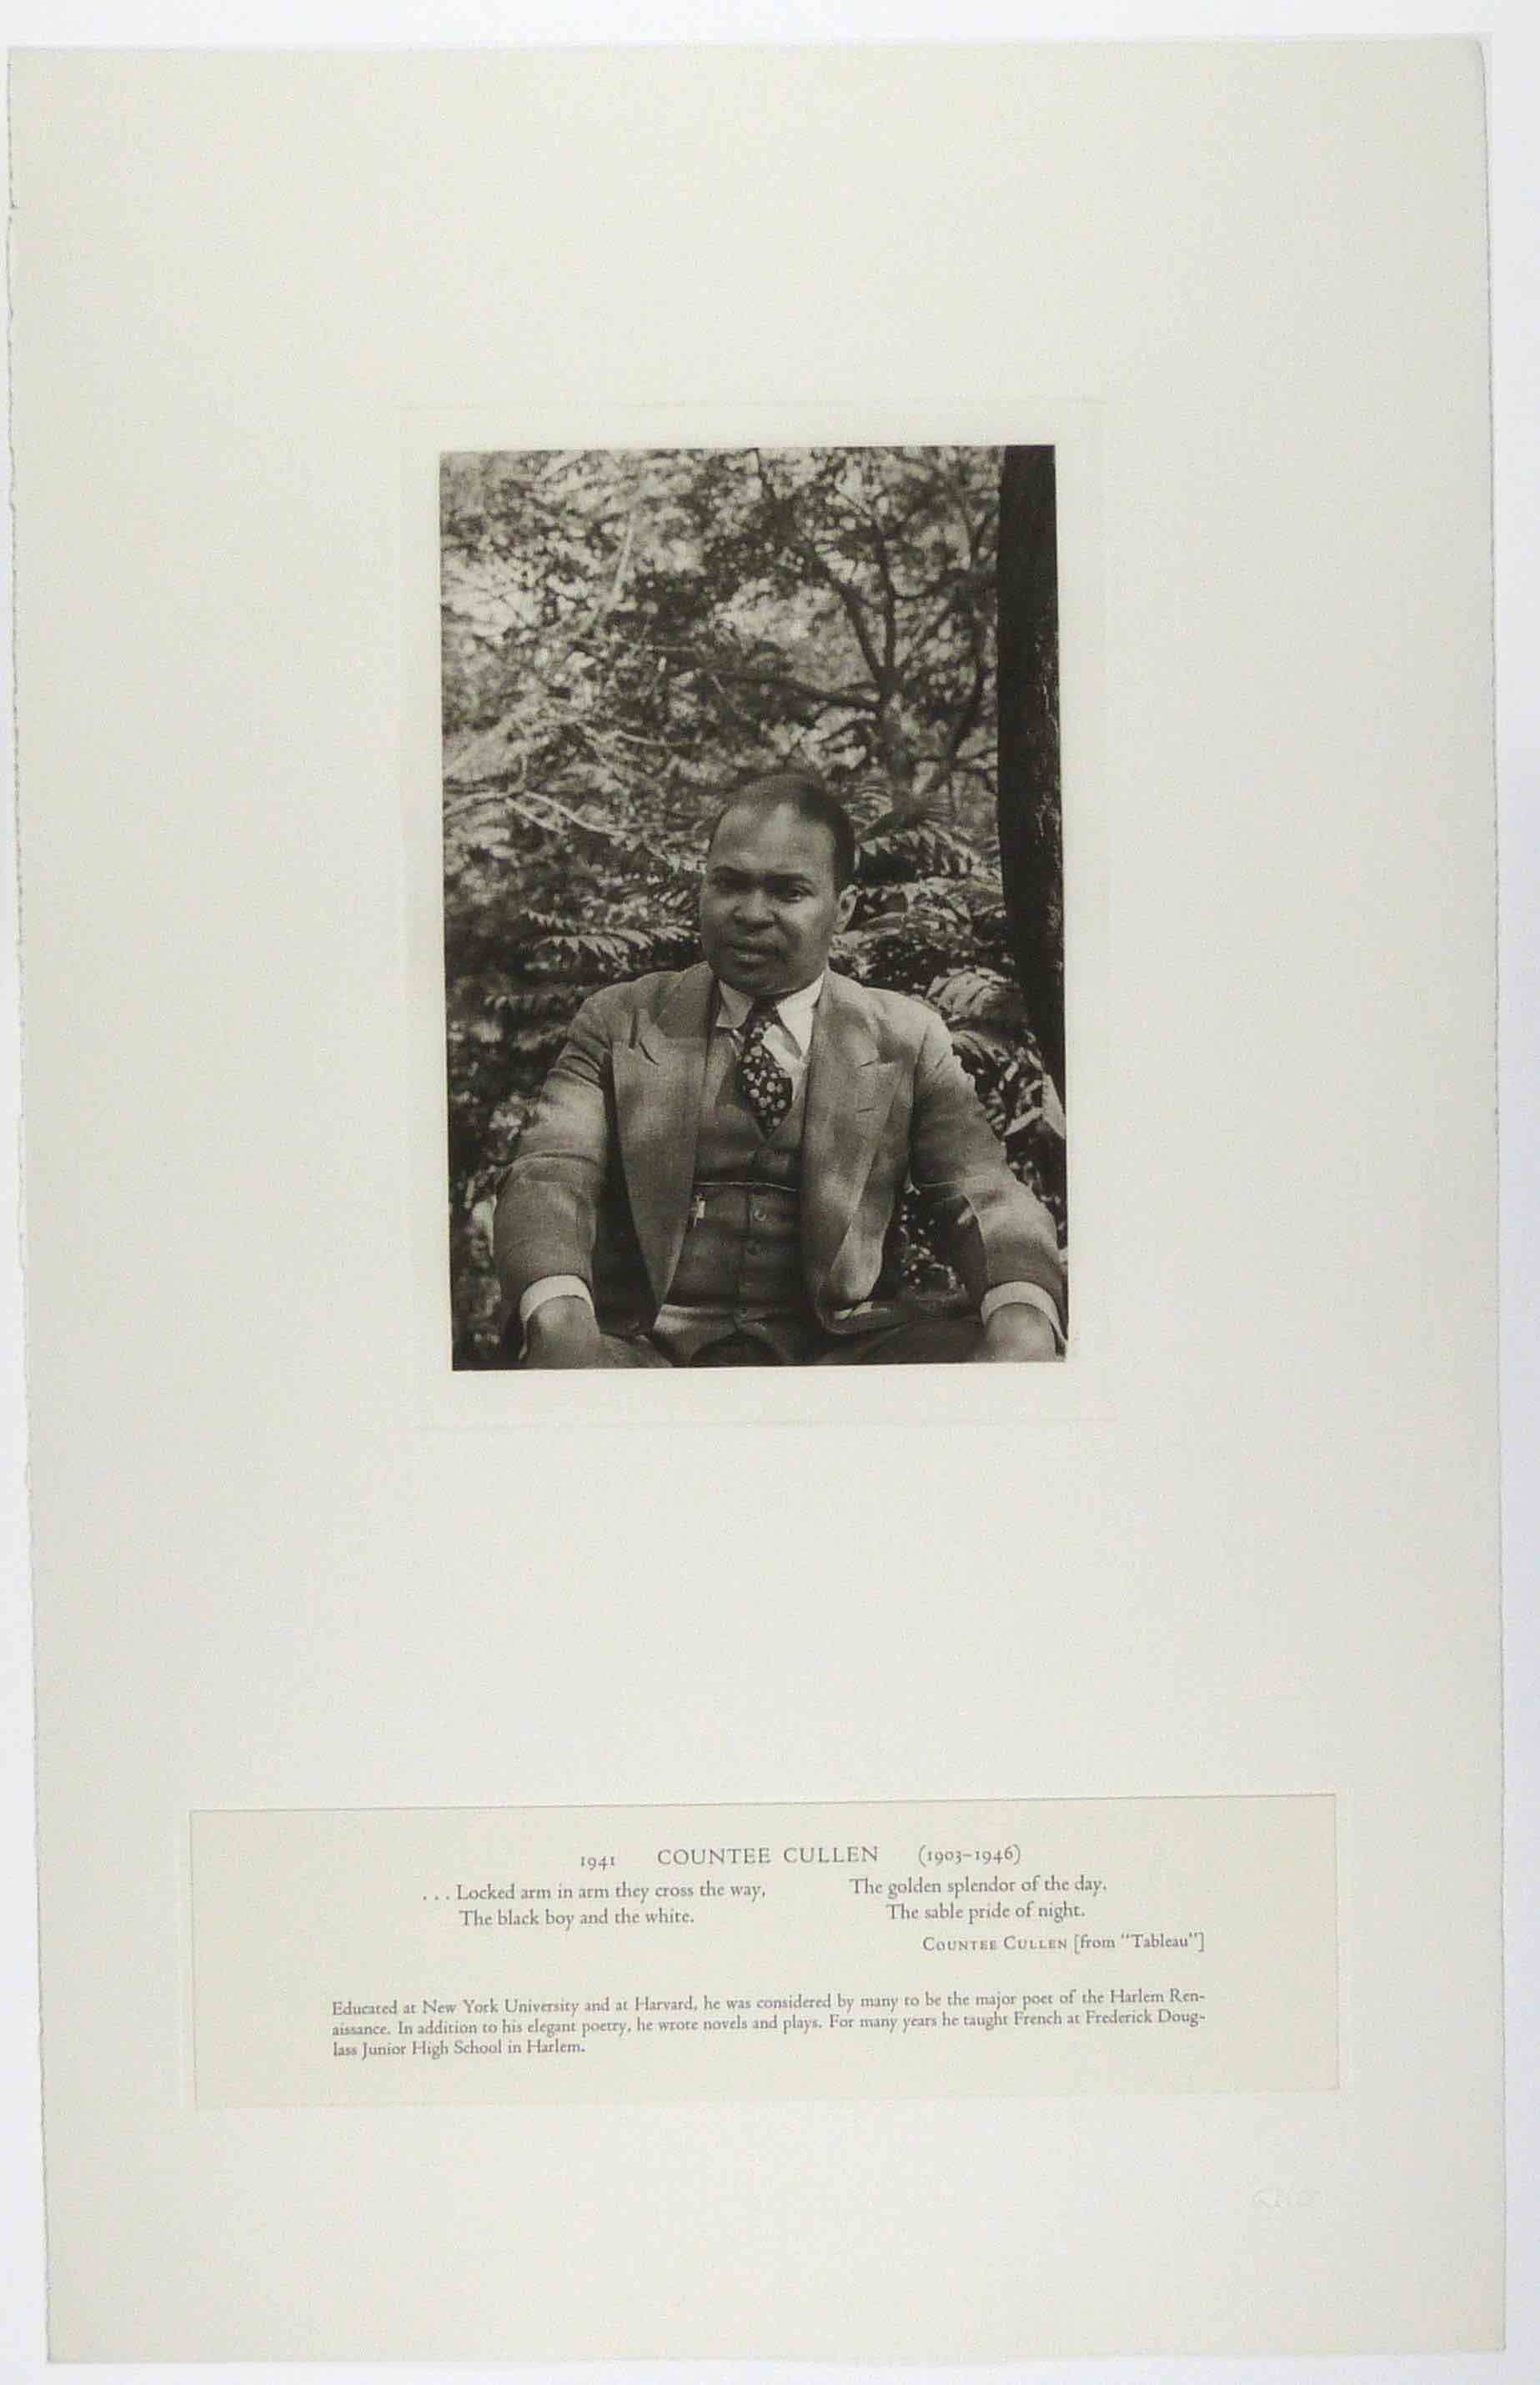 1941 COUNTEE CULLEN (1903–1946)
. . . Locked arm in arm they cross the way,
The black boy and the white.
The golden splendor of the day.
The sable pride of night.
COUNTEE CULLEN [from “Tableau”]
Educated at New York University and at Harvard, he was considered by many to be the major poet of the Harlem Ren-
aissance. In addition to his elegant poetry, he wrote novels and plays. For many years he taught French at Frederick Doug-
lass Junior High School in Harlem.